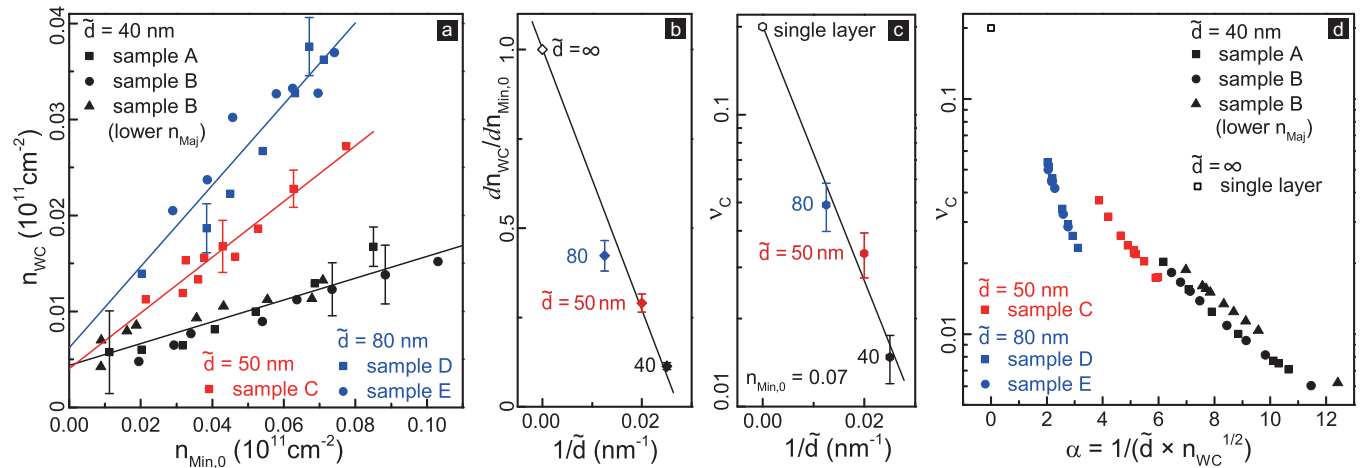 a
d̃ = 40 nm
sample A
sample B
sample B
(lower n_Maj)
d̃ = 50 nm
sample C
d̃ = 80 nm
sample D
sample E
n_WC (10^11 cm^-2)
0.04
0.03
0.02
0.01
0
0.00 0.02 0.04 0.06 0.08 0.10
n_Min,0 (10^11 cm^-2)
b
d̃ = ∞
80
d̃ = 50 nm
40
dn_WC/dn_Min,0
1.0
0.5
0
0 0.02
1/d̃ (nm^-1)
c
single layer
80
d̃ = 50 nm
40
n_Min,0 = 0.07
ν_C
0.1
0.01
0 0.02
1/d̃ (nm^-1)
d
d̃ = 40 nm
sample A
sample B
sample B
(lower n_Maj)
d̃ = ∞
single layer
d̃ = 50 nm
sample C
d̃ = 80 nm
sample D
sample E
ν_C
0.1
0.01
0 2 4 6 8 10 12
α = 1/(d̃ × n_WC^1/2)